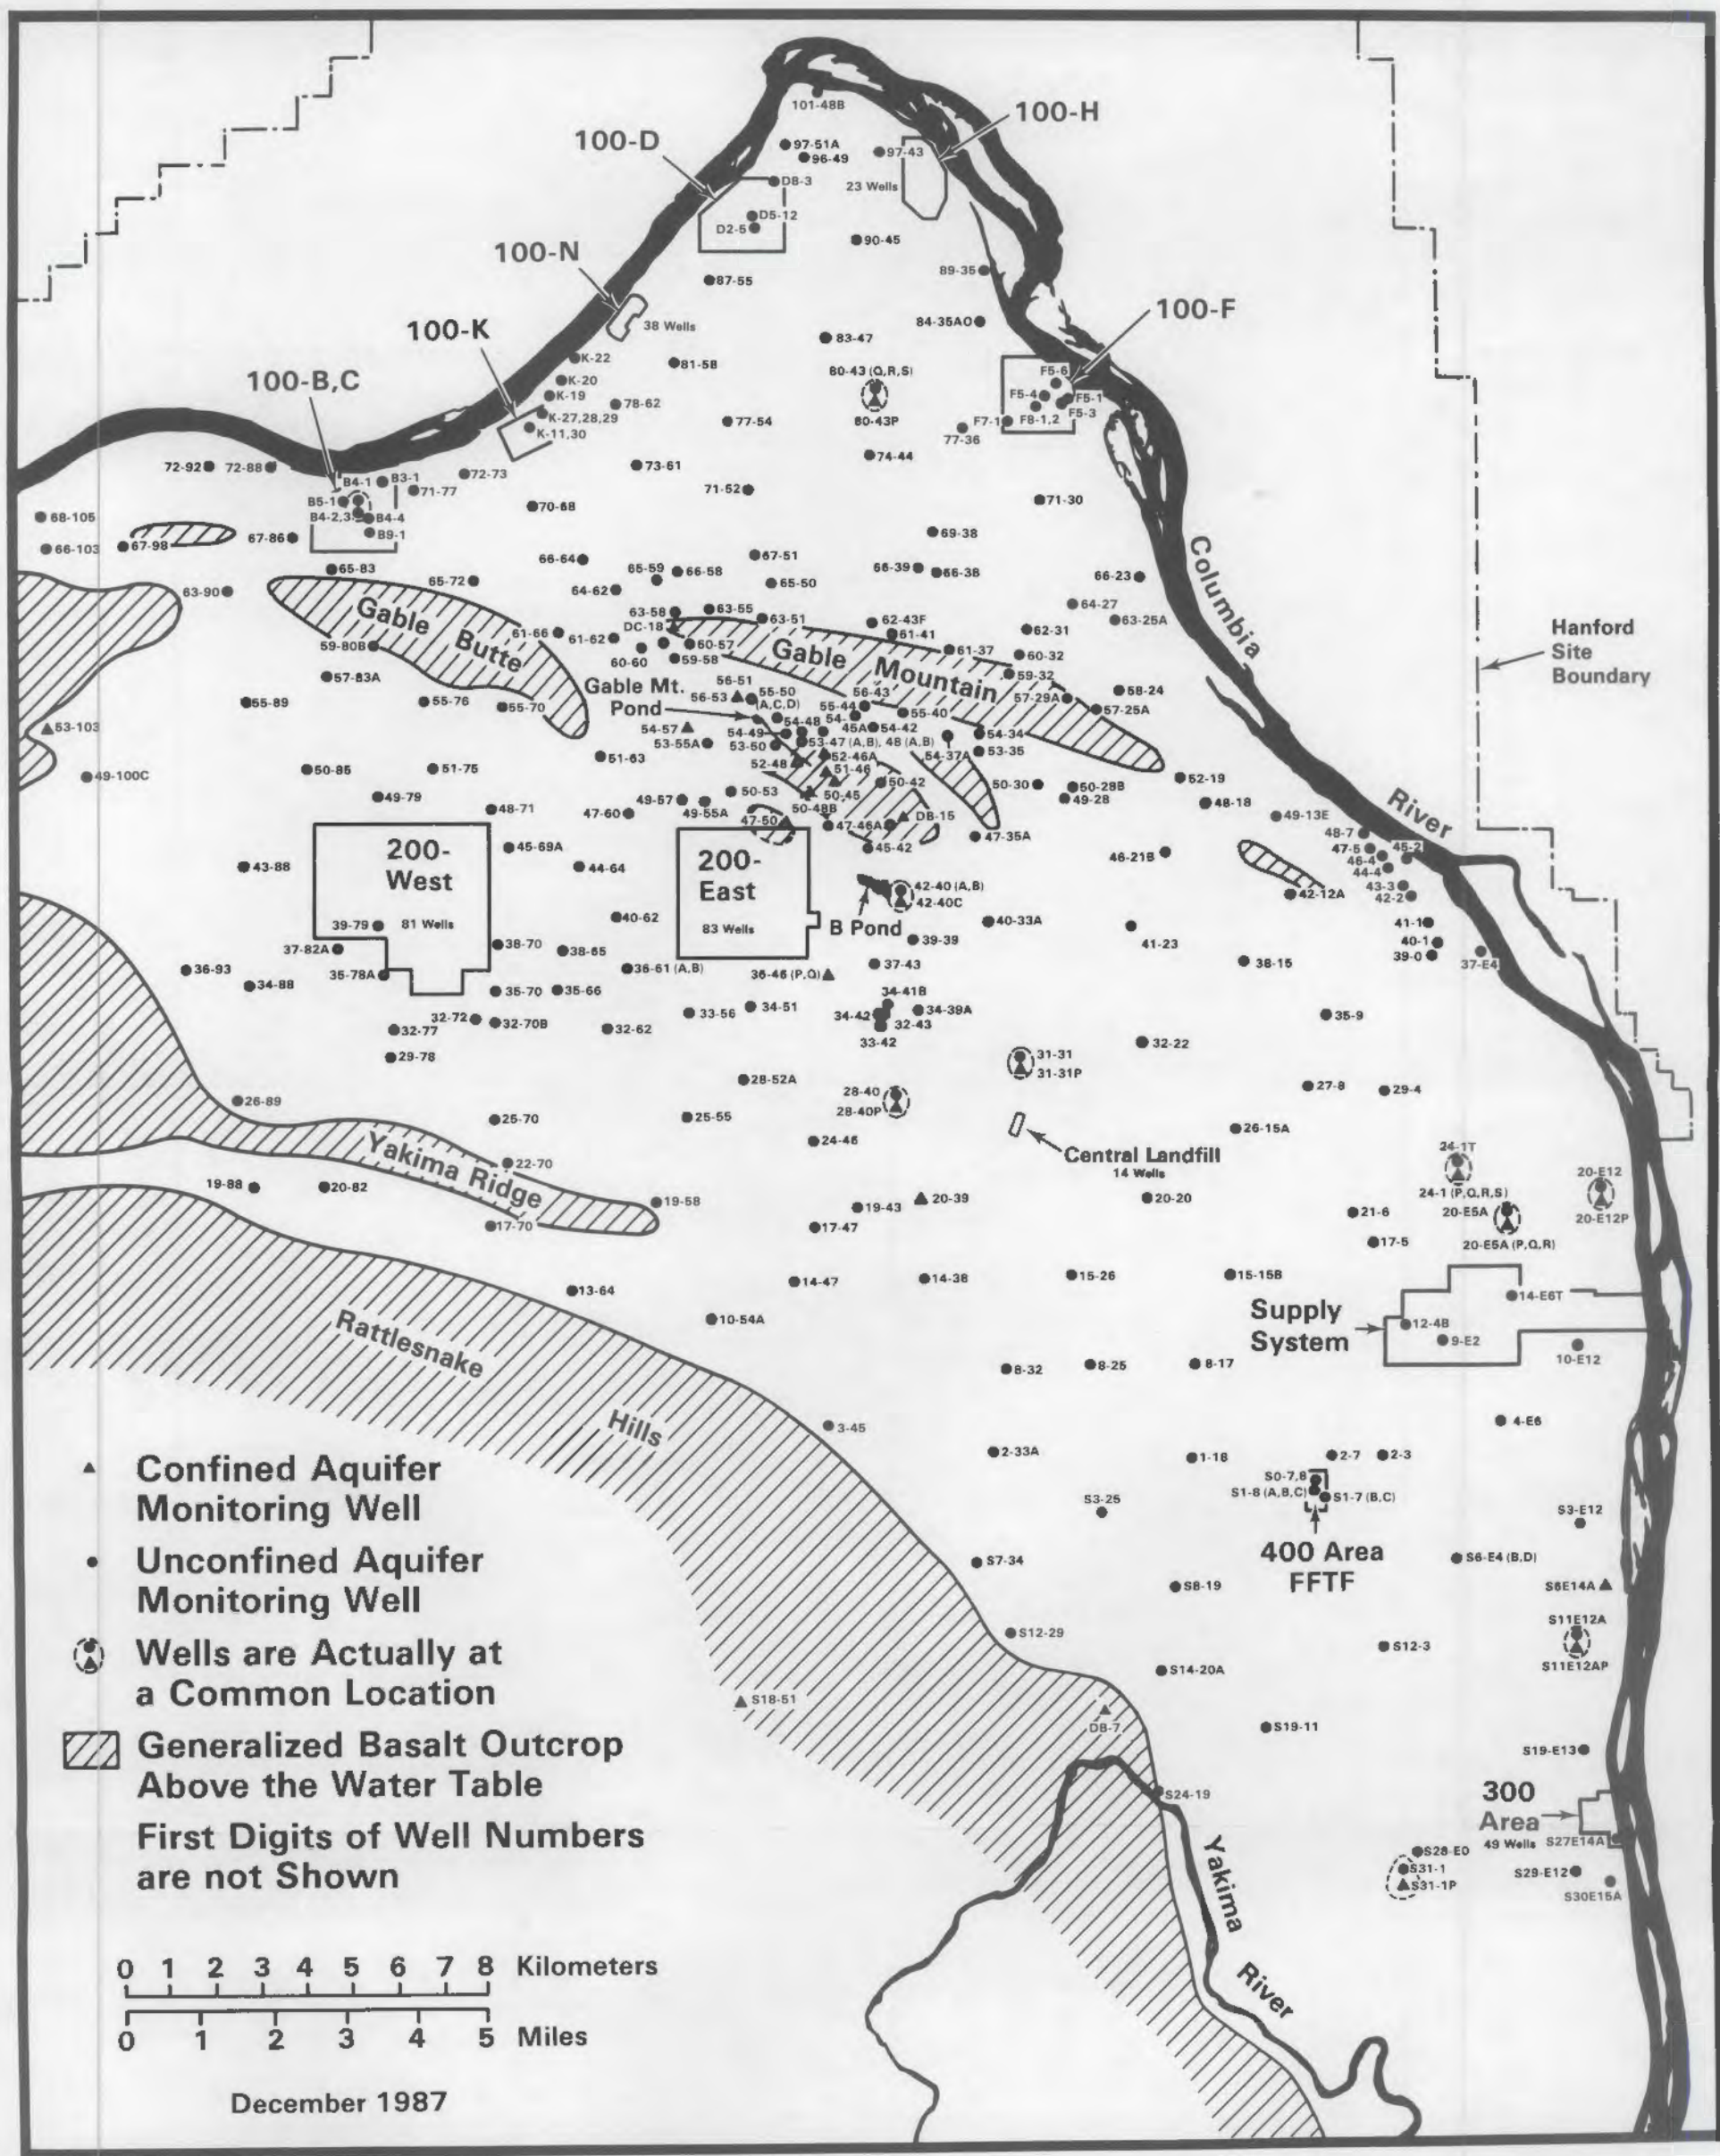 101-48B
100-H
100-D
97-51A
96-49
97-43
23 Wells
D8-3
D5-12
D2-5
90-45
100-N
89-35
87-55
38 Wells
84-35AO
100-F
100-K
83-47
K-22
81-58
80-43 (Q,R,S)
F5-6
100-B,C
K-20
K-19
78-62
F5-4
F5-1
F5-3
K-27,28,29
77-54
80-43P
F7-1
F8-1,2
K-11,30
77-36
74-44
72-92
72-88
72-73
73-61
B4-1
B3-1
71-77
71-52
71-30
B5-1
B4-2,3
B4-4
B9-1
70-68
68-105
66-103
67-98
67-86
69-38
Columbia
66-64
67-51
65-83
65-72
65-59
66-58
65-50
66-39
66-38
66-23
63-90
64-62
64-27
63-25A
Gable
Butte
63-58
63-55
63-51
DC-18
62-43F
61-41
62-31
61-66
61-62
59-80B
60-60
60-57
59-58
Gable
Mountain
61-37
60-32
59-32
Hanford
Site
Boundary
57-83A
Gable Mt.
Pond
56-51
56-53
55-50
(A,C,D)
56-43
57-29A
58-24
57-25A
55-89
55-76
55-70
55-44
55-40
53-103
54-57
54-48
54-
45A
54-42
54-49
54-34
53-55A
53-50
53-47 (A,B), 48 (A,B)
54-37A
53-35
51-63
52-46A
52-48
51-46
49-100C
50-85
51-75
50-42
52-19
49-79
50-53
50-45
50-30
50-28B
49-28
48-18
48-71
47-60
49-57
49-55A
50-48B
DB-15
49-13E
River
47-50
47-46A
47-35A
48-7
47-5
45-2
46-4
44-4
200-
West
45-69A
200-
East
45-42
46-21B
43-88
44-64
43-3
42-2
42-40 (A,B)
42-40C
42-12A
39-79
81 Wells
40-62
83 Wells
B Pond
40-33A
41-1
37-82A
38-70
38-65
39-39
41-23
40-1
39-0
37-E4
36-93
35-78A
36-61 (A,B)
36-46 (P,Q)
37-43
38-15
34-88
35-70
35-66
34-41B
33-56
34-51
34-42
34-39A
35-9
32-72
32-77
32-70B
32-62
32-43
33-42
32-22
29-78
31-31
31-31P
28-52A
28-40
28-40P
27-8
29-4
26-89
25-70
25-55
26-15A
24-46
Central Landfill
14 Wells
24-1T
24-1 (P,Q,R,S)
20-E12
20-E12P
Yakima Ridge
22-70
19-88
20-82
19-58
19-43
20-39
20-20
21-6
20-E5A
20-E5A (P,Q,R)
17-70
17-47
17-5
13-64
14-47
14-38
15-26
15-15B
14-E6T
Supply
System
12-4B
9-E2
10-E12
10-54A
Rattlesnake
Hills
8-32
8-25
8-17
3-45
4-E6
2-33A
1-18
2-7
2-3
S0-7,8
S1-8 (A,B,C)
S1-7 (B,C)
S3-25
S3-E12
400 Area
FFTF
S7-34
S6-E4 (B,D)
S8-19
S6E14A
S11E12A
S11E12AP
S12-29
S12-3
S14-20A
S18-51
DB-7
S19-11
S19-E13
S24-19
300
Area
49 Wells
S27E14A
S28-E0
S31-1
S31-1P
S29-E12
S30E15A
Yakima
River
Confined Aquifer
Monitoring Well
Unconfined Aquifer
Monitoring Well
Wells are Actually at
a Common Location
Generalized Basalt Outcrop
Above the Water Table
First Digits of Well Numbers
are not Shown
0 1 2 3 4 5 6 7 8 Kilometers
0 1 2 3 4 5 Miles
December 1987